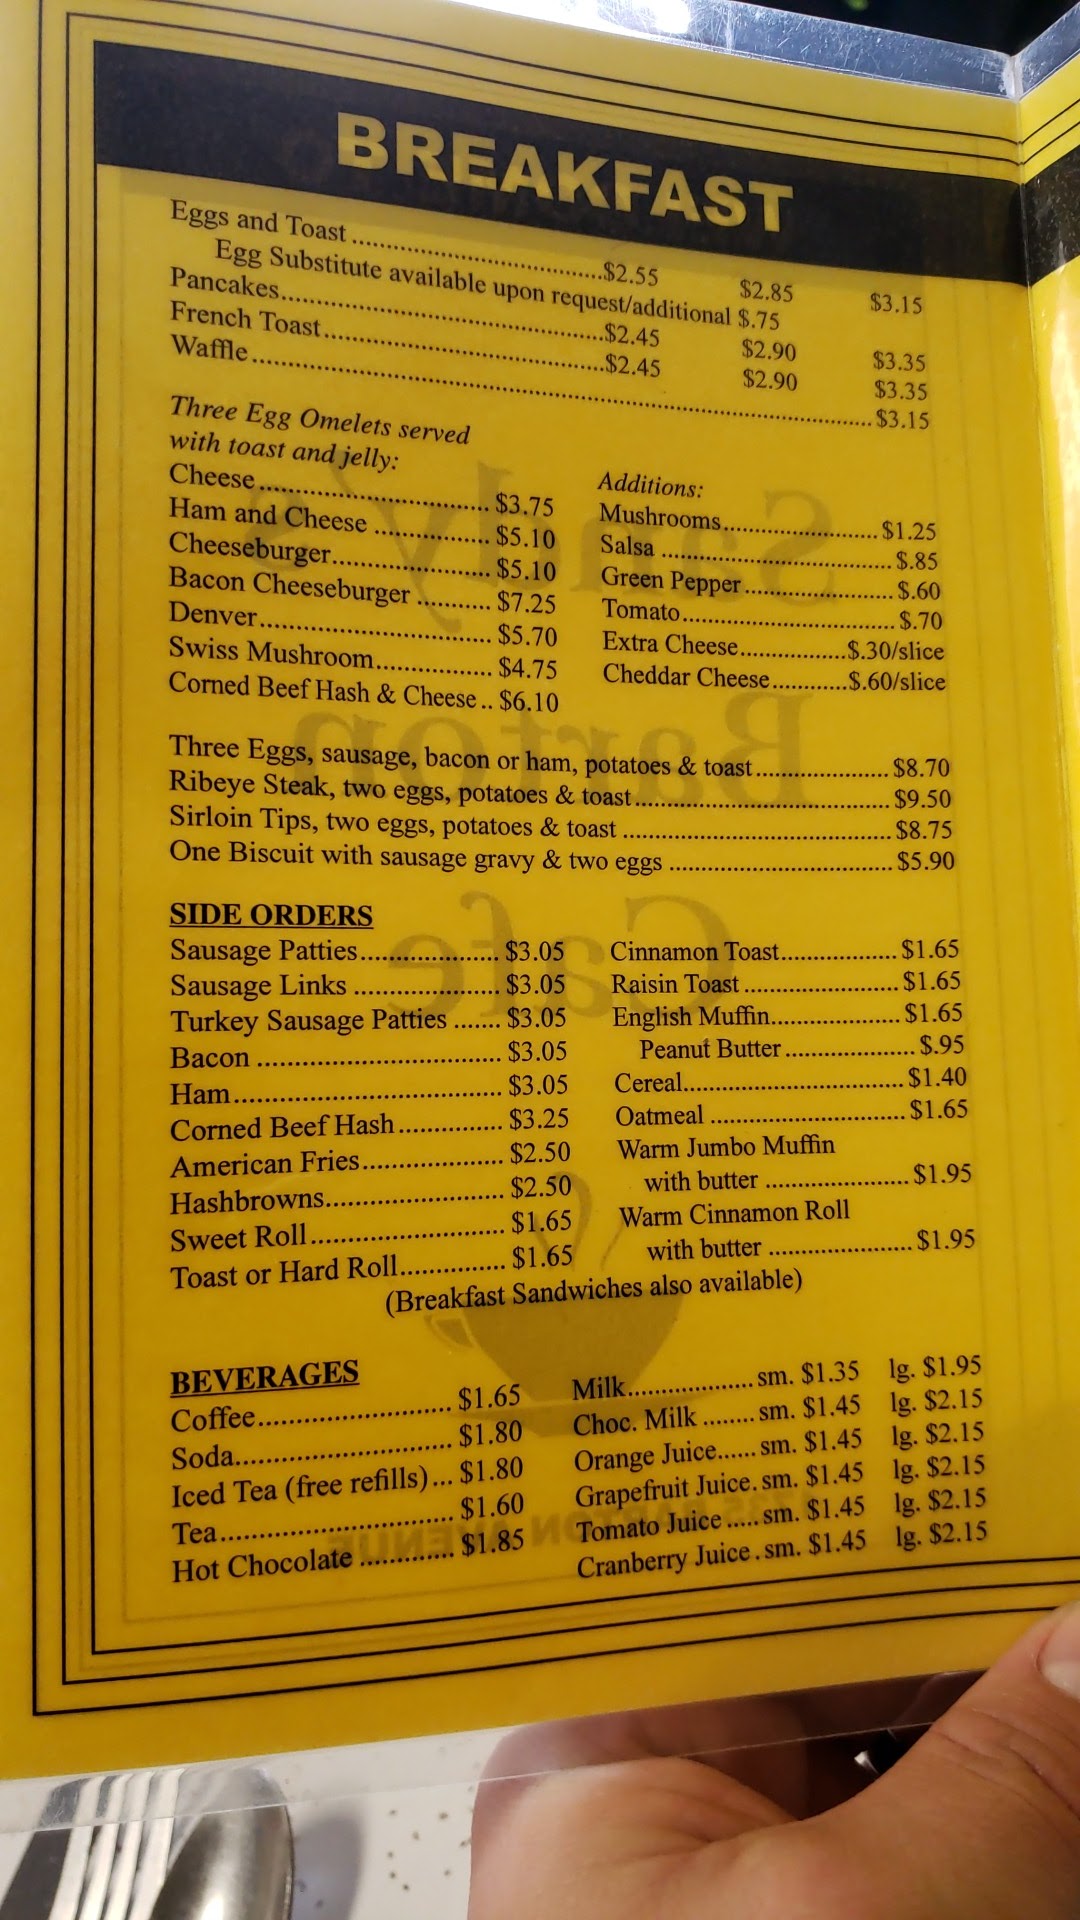 BREAKFAST
Eggs and Toast ............................ $2.55 $2.85 $3.15
Egg Substitute available upon request/additional $.75
Pancakes ............................ $2.45 $2.90 $3.35
French Toast ............................ $2.45 $2.90 $3.35
Waffle ............................ $3.15
Three Egg Omelets served
with toast and jelly:
Cheese ............................ $3.75
Ham and Cheese ............... $5.10
Cheeseburger ............... $5.10
Bacon Cheeseburger ........... $7.25
Denver ............................ $5.70
Swiss Mushroom ............... $4.75
Corned Beef Hash & Cheese .. $6.10
Additions:
Mushrooms ............... $1.25
Salsa ............................ $.85
Green Pepper ............... $.60
Tomato ............................ $.70
Extra Cheese ............... $.30/slice
Cheddar Cheese ........... $.60/slice
Three Eggs, sausage, bacon or ham, potatoes & toast ............... $8.70
Ribeye Steak, two eggs, potatoes & toast ............................ $9.50
Sirloin Tips, two eggs, potatoes & toast ............................ $8.75
One Biscuit with sausage gravy & two eggs ............................ $5.90
SIDE ORDERS
Sausage Patties ............... $3.05
Sausage Links ............... $3.05
Turkey Sausage Patties ....... $3.05
Bacon ............................ $3.05
Ham ............................ $3.05
Corned Beef Hash ............... $3.25
American Fries ............... $2.50
Hashbrowns ............... $2.50
Sweet Roll ............... $1.65
Toast or Hard Roll ............... $1.65
Cinnamon Toast ............... $1.65
Raisin Toast ............... $1.65
English Muffin ............... $1.65
Peanut Butter ............... $.95
Cereal ............................ $1.40
Oatmeal ............................ $1.65
Warm Jumbo Muffin
with butter ............... $1.95
Warm Cinnamon Roll
with butter ............... $1.95
(Breakfast Sandwiches also available)
BEVERAGES
Coffee ............................ $1.65
Soda ............................ $1.80
Iced Tea (free refills) ... $1.80
Tea ............................ $1.60
Hot Chocolate ............. $1.85
Milk ................... sm. $1.35 lg. $1.95
Choc. Milk ........ sm. $1.45 lg. $2.15
Orange Juice ...... sm. $1.45 lg. $2.15
Grapefruit Juice . sm. $1.45 lg. $2.15
Tomato Juice ..... sm. $1.45 lg. $2.15
Cranberry Juice . sm. $1.45 lg. $2.15
Sandy's
Barton
Cafe